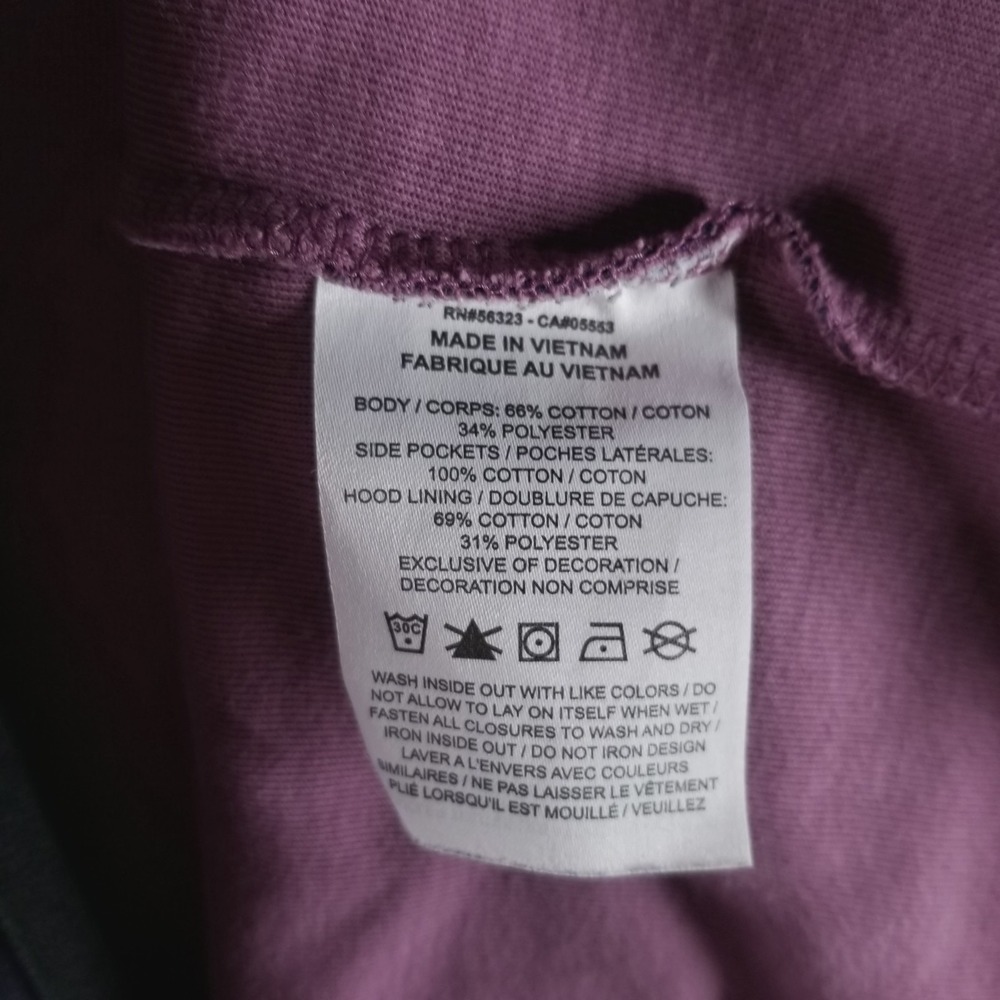 RN#56323 - CA#05553
MADE IN VIETNAM
FABRIQUE AU VIETNAM
BODY / CORPS: 66% COTTON / COTON
34% POLYESTER
SIDE POCKETS / POCHES LATÉRALES:
100% COTTON / COTON
HOOD LINING / DOUBLURE DE CAPUCHE:
69% COTTON / COTON
31% POLYESTER
EXCLUSIVE OF DECORATION /
DECORATION NON COMPRISE
30C
WASH INSIDE OUT WITH LIKE COLORS / DO
NOT ALLOW TO LAY ON ITSELF WHEN WET /
FASTEN ALL CLOSURES TO WASH AND DRY /
IRON INSIDE OUT / DO NOT IRON DESIGN
LAVER A L'ENVERS AVEC COULEURS
SIMILAIRES / NE PAS LAISSER LE VÊTEMENT
PLIÉ LORSQU'IL EST MOUILLÉ / VEUILLEZ